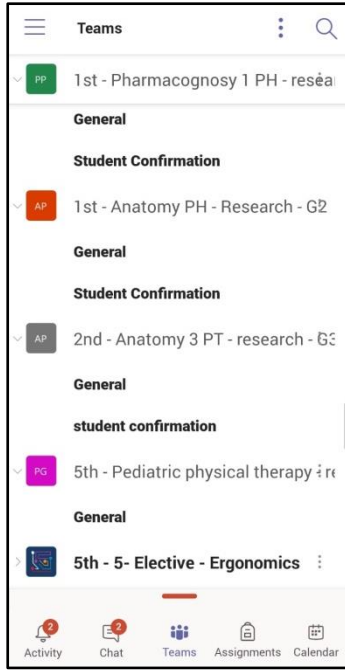 Teams
PP 1st - Pharmacognosy 1 PH - resea
General
Student Confirmation
AP 1st - Anatomy PH - Research - G2
General
Student Confirmation
AP 2nd - Anatomy 3 PT - research - G3
General
student confirmation
PG 5th - Pediatric physical therapy - re
General
5th - 5- Elective - Ergonomics
2 2
Activity Chat Teams Assignments Calendar